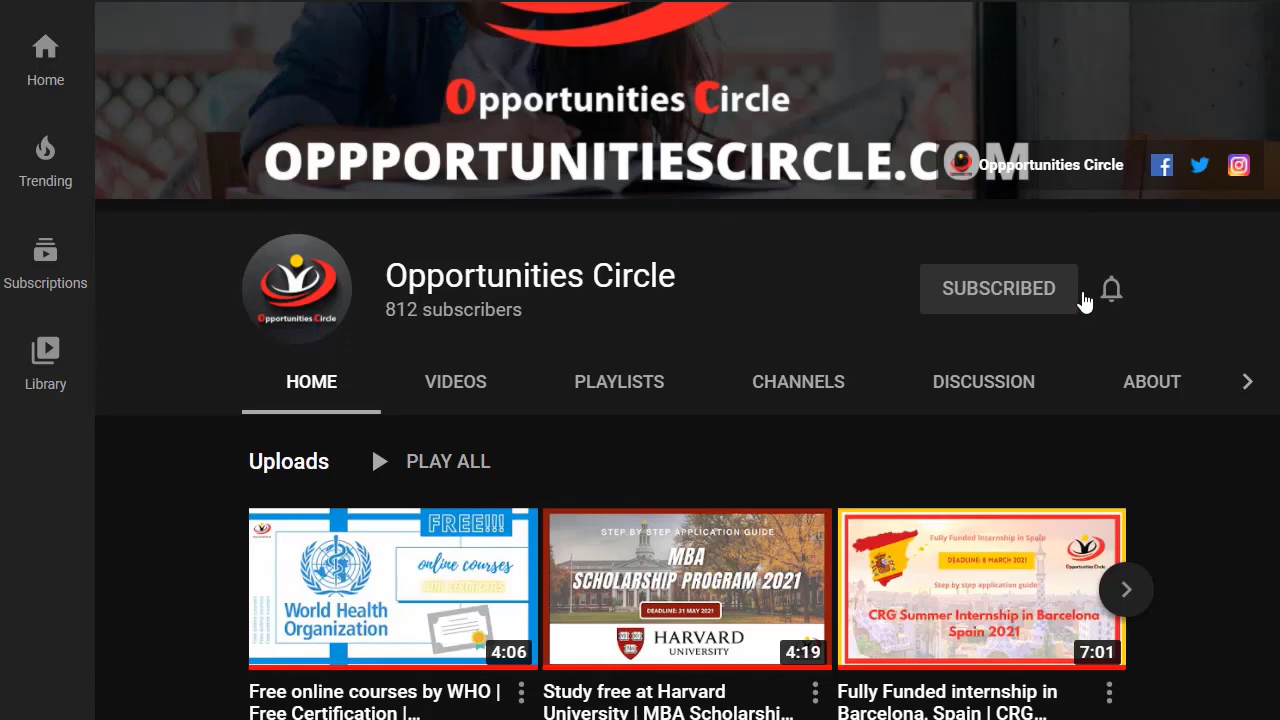 Home
Trending
Subscriptions
Library
Opportunities Circle
OPPPORTUNITIESCIRCLE.COM
Opportunities Circle
Opportunities Circle
Opportunities Circle
812 subscribers
SUBSCRIBED
HOME
VIDEOS
PLAYLISTS
CHANNELS
DISCUSSION
ABOUT
Uploads
PLAY ALL
FREE!!!
online courses
World Health
Organization
4:06
STEP BY STEP APPLICATION GUIDE
MBA
SCHOLARSHIP PROGRAM 2021
DEADLINE: 31 MAY 2021
HARVARD
UNIVERSITY
4:19
Fully Funded Internship in Spain
DEADLINE: 8 MARCH 2021
Opportunities Circle
Step by step application guide
CRG Summer Internship in Barcelona
Spain 2021
7:01
Free online courses by WHO |
Free Certification |...
Study free at Harvard
University | MBA Scholarshi...
Fully Funded internship in
Barcelona, Spain | CRG...